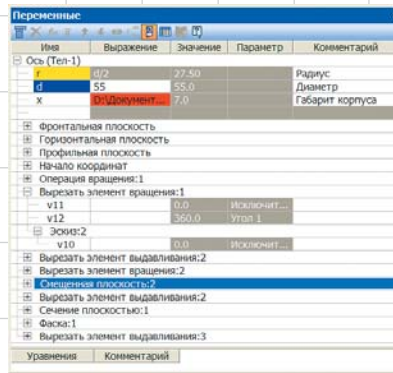 Переменные
Имя Выражение Значение Параметр Комментарий
Ось (Тел-1)
r d/2 27.50 Радиус
d 55 55.0 Диаметр
x D:\Документ... 7.0 Габарит корпуса
Фронтальная плоскость
Горизонтальная плоскость
Профильная плоскость
Начало координат
Операция вращения:1
Вырезать элемент вращения:1
v11 0.0 Исключит...
v12 360.0 Угол 1
Эскиз:2
v10 0.0 Исключит...
Вырезать элемент выдавливания:2
Вырезать элемент вращения:2
Смещенная плоскость:2
Вырезать элемент выдавливания:2
Сечение плоскостью:1
Фаска:1
Вырезать элемент выдавливания:3
Уравнения Комментарий